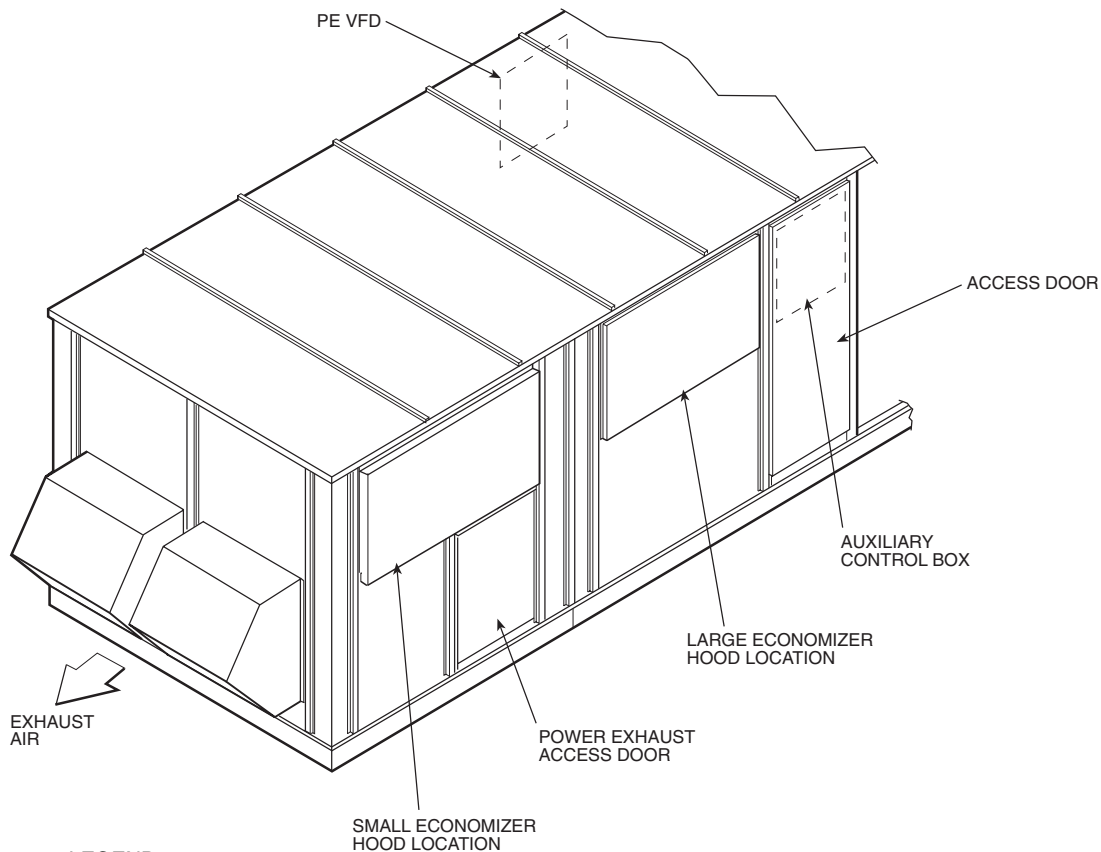 PE VFD
ACCESS DOOR
AUXILIARY
CONTROL BOX
LARGE ECONOMIZER
HOOD LOCATION
POWER EXHAUST
ACCESS DOOR
EXHAUST
AIR
SMALL ECONOMIZER
HOOD LOCATION